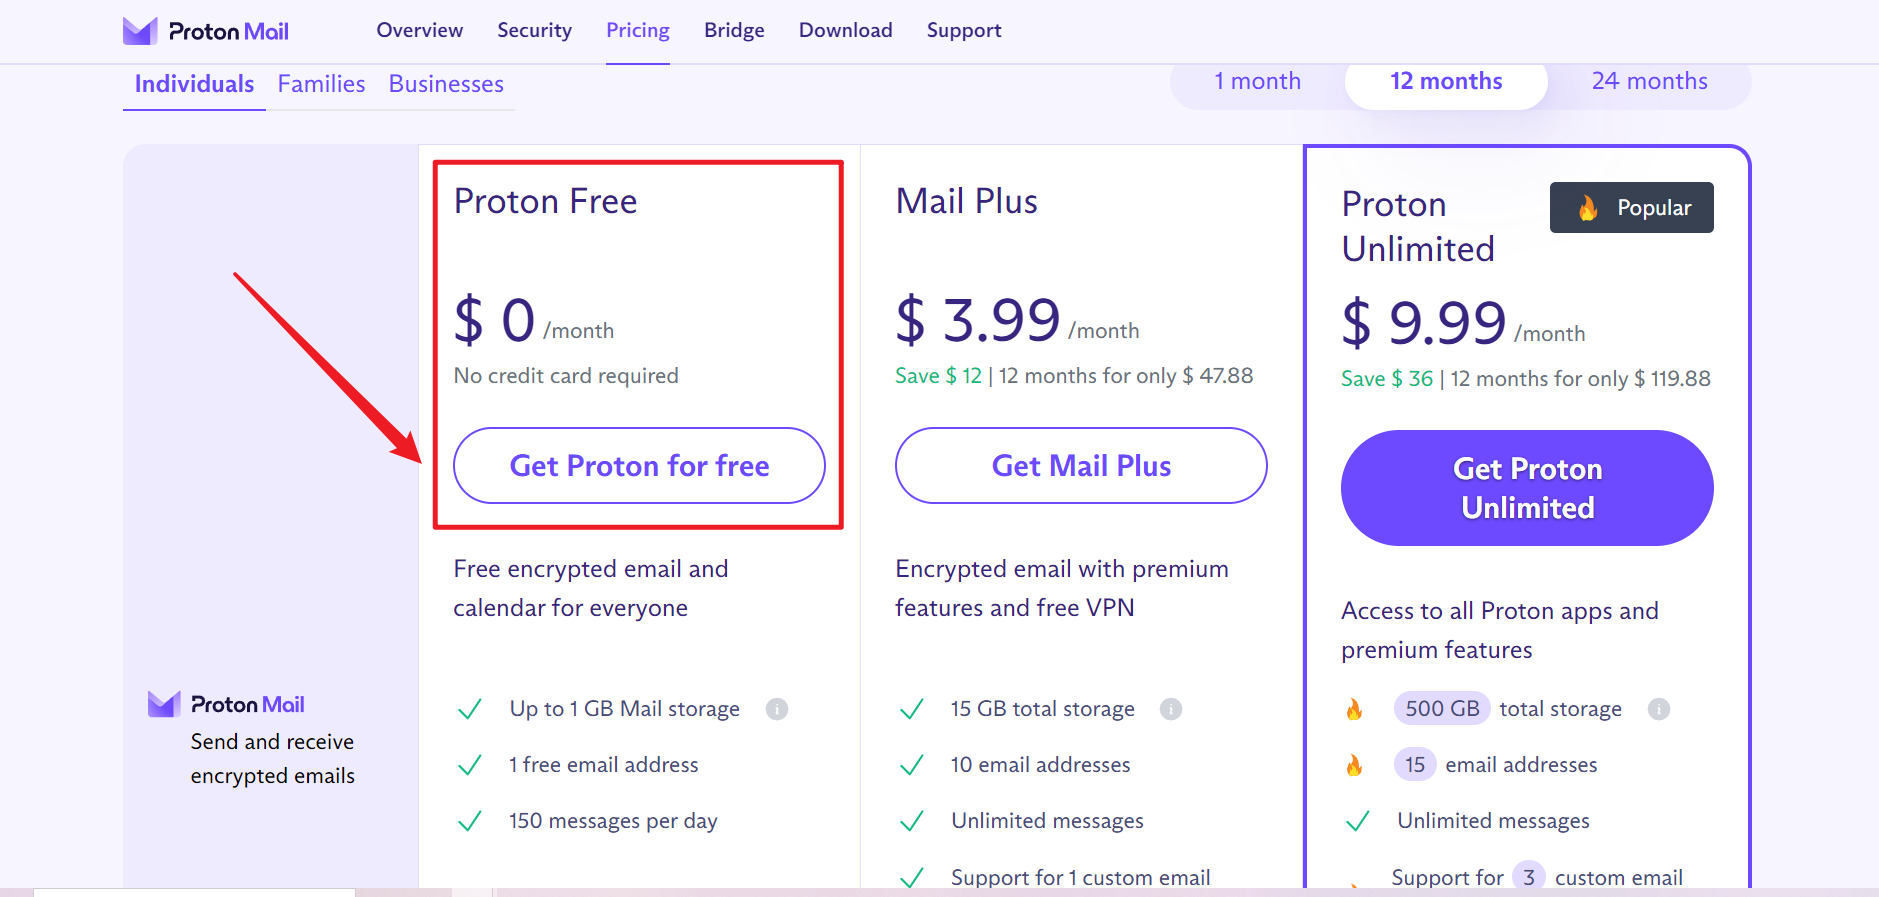 Proton Mail
Overview Security Pricing Bridge Download Support
Individuals Families Businesses
1 month 12 months 24 months
Proton Free
$ 0 /month
No credit card required
Get Proton for free
Free encrypted email and
calendar for everyone
Up to 1 GB Mail storage
1 free email address
150 messages per day
Mail Plus
$ 3.99 /month
Save $ 12 | 12 months for only $ 47.88
Get Mail Plus
Encrypted email with premium
features and free VPN
15 GB total storage
10 email addresses
Unlimited messages
Support for 1 custom email
Proton
Unlimited
Popular
$ 9.99 /month
Save $ 36 | 12 months for only $ 119.88
Get Proton
Unlimited
Access to all Proton apps and
premium features
500 GB total storage
15 email addresses
Unlimited messages
Support for 3 custom email
Proton Mail
Send and receive
encrypted emails